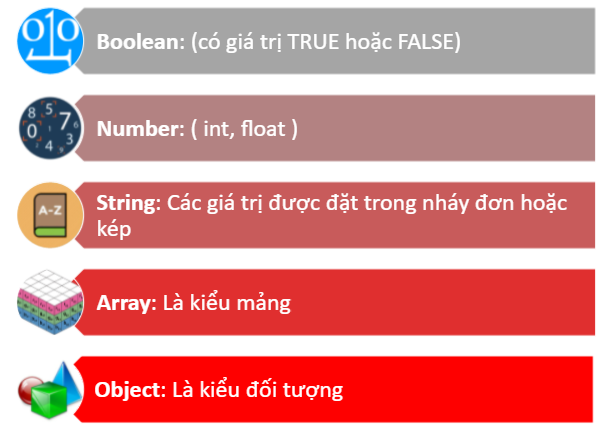 Boolean: (có giá trị TRUE hoặc FALSE)
Number: ( int, float )
String: Các giá trị được đặt trong nháy đơn hoặc
kép
A-Z
Array: Là kiểu mảng
Object: Là kiểu đối tượng